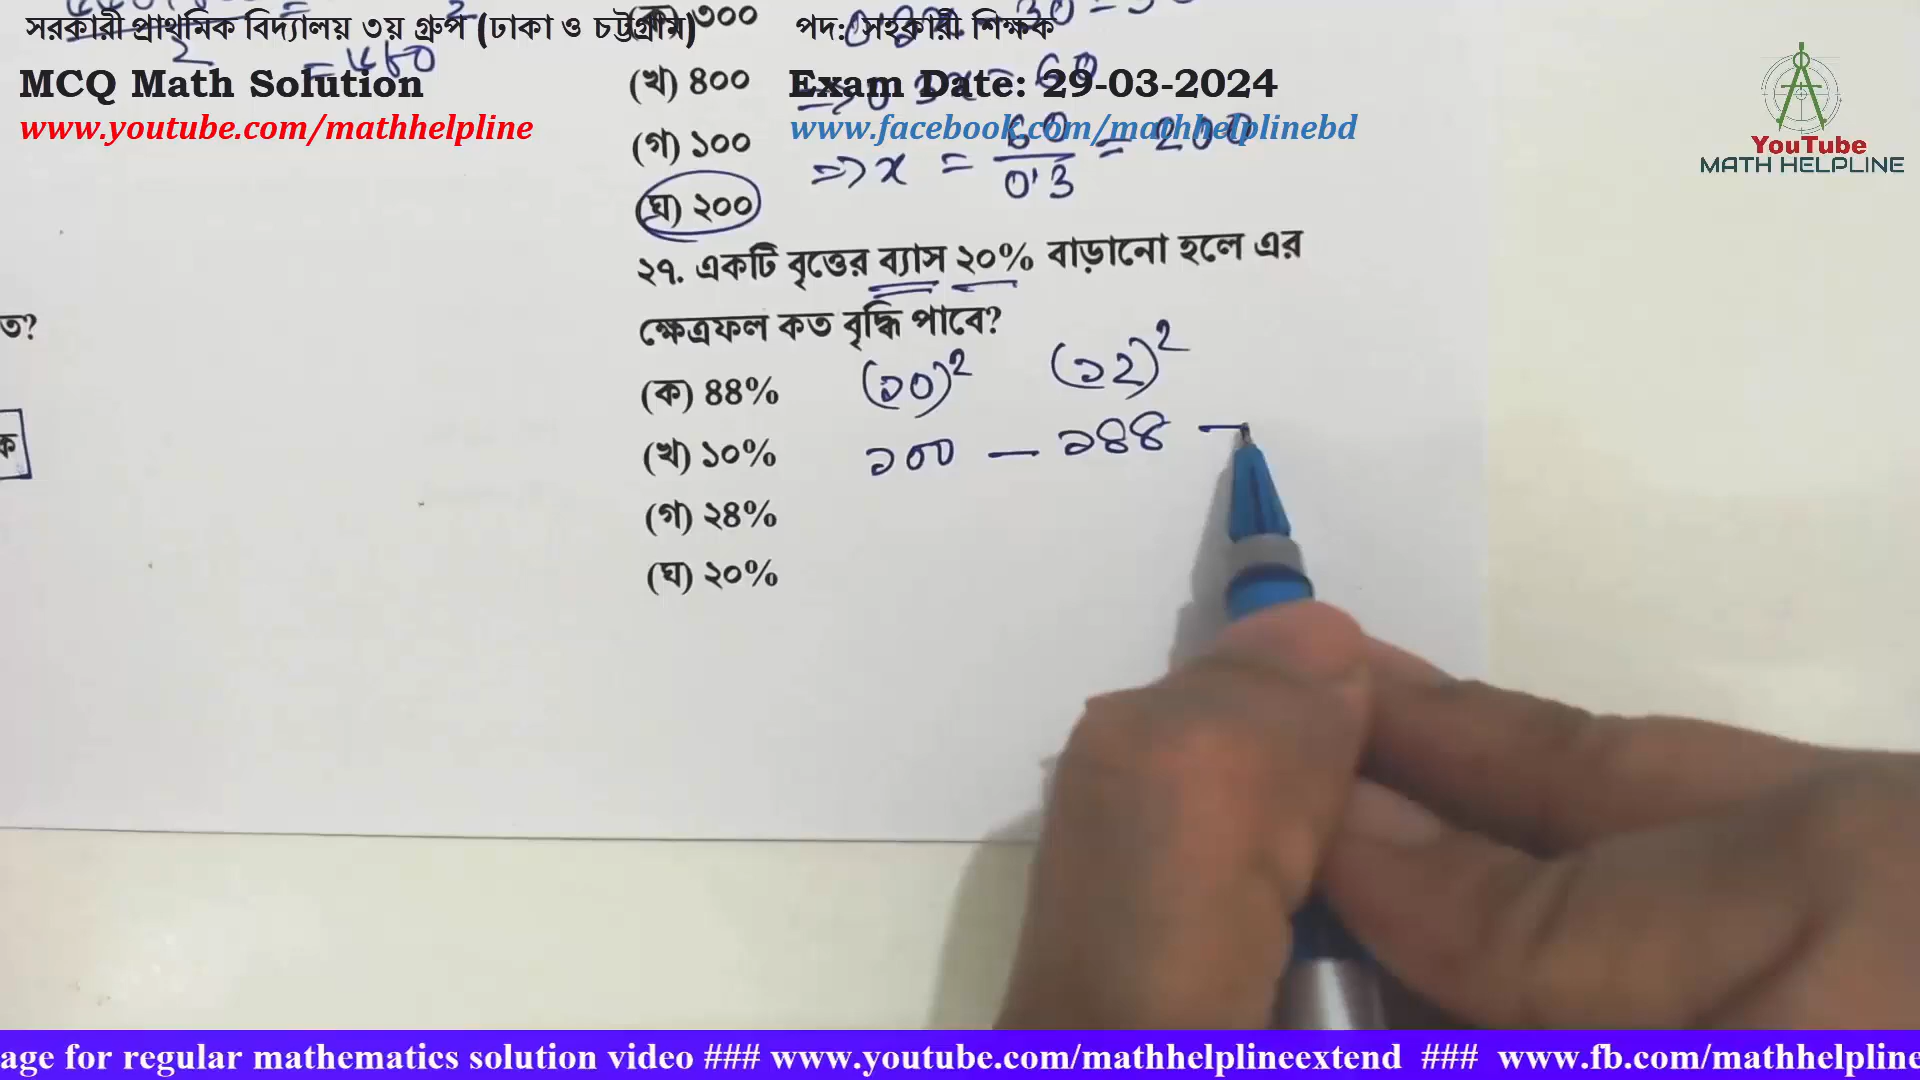 সরকারী প্রাথমিক বিদ্যালয় ৩য় গ্রুপ (ঢাকা ও চট্টগ্রাম)
পদ: সহকারী শিক্ষক
MCQ Math Solution
Exam Date: 29-03-2024
www.youtube.com/mathhelpline
www.facebook.com/mathhelplinebd
YouTube
MATH HELPLINE
(ক) ৩০০
(খ) ৪০০
(গ) ১০০
(ঘ) ২০০
=> x = 60/0.3 = 200
২৭. একটি বৃত্তের ব্যাস ২০% বাড়ানো হলে এর
ক্ষেত্রফল কত বৃদ্ধি পাবে?
(ক) ৪৪%
(খ) ১০%
(গ) ২৪%
(ঘ) ২০%
(১০)² (১২)²
১০০ — ১৪৪ —
ত?
ক
age for regular mathematics solution video ### www.youtube.com/mathhelplineextend ### www.fb.com/mathhelpline